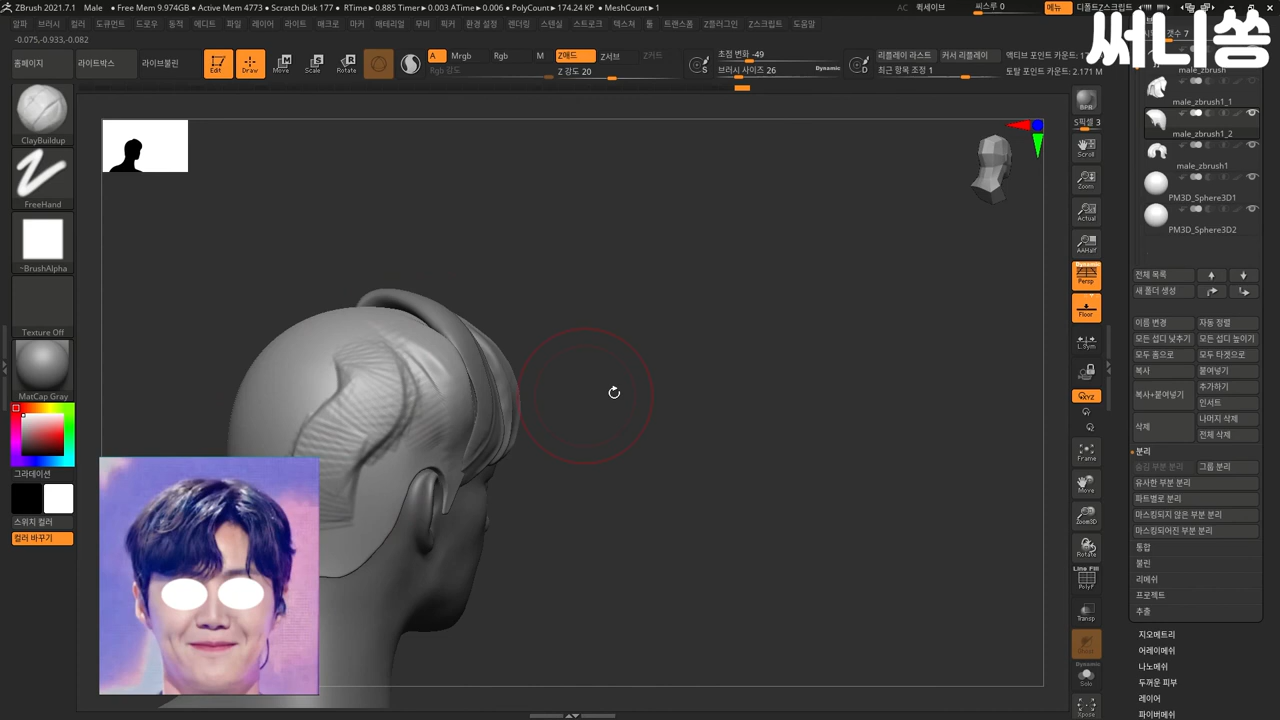 ZBrush 2021.7.1 Male • Free Mem 9.974GB • Active Mem 4773 • Scratch Disk 177 • RTime▸0.885 Timer▸0.003 ATime▸0.006 • PolyCount▸174.24 KP • MeshCount▸1 AC 퀵세이브 씨스루 0 메뉴 디폴트Z스크립트
알파 브러시 컬러 도큐먼트 드로우 동적 에디트 파일 레이어 라이트 매크로 마커 매테리얼 무비 픽커 환경 설정 렌더링 스텐실 스트로크 텍스쳐 툴 트랜스폼 Z플러그인 Z스크립트 도움말
써니쏭
-0.075,-0.933,-0.082
홈페이지 라이트박스 라이브불린 Edit Draw Move Scale Rotate
A Mrgb Rgb M Z애드 Z서브 Z카트
Rgb 강도 Z 강도 20
초점 변화 -49
브러시 사이즈 26 Dynamic
S
D
리플레이 라스트 커서 리플레이
최근 항목 조정 1
액티브 포인트 카운트:
토탈 포인트 카운트: 2.171 M
ClayBuildup
FreeHand
~BrushAlpha
Texture Off
MatCap Gray
그라데이션
스위치 컬러
컬러 바꾸기
BPR
S픽셀 3
Scroll
Zoom
Actual
AAHalf
Dynamic
Persp
Floor
L.Sym
XYZ
Frame
Move
Zoom3D
Rotate
Line Fill
PolyF
Transp
Ghost
Dynamic
Solo
Xpose
male_zbrush
male_zbrush1_1
male_zbrush1_2
male_zbrush1
PM3D_Sphere3D1
PM3D_Sphere3D2
전체 목록
새 폴더 생성
이름 변경 자동 정렬
모든 섭디 낮추기 모든 섭디 높이기
모두 홈으로 모두 타겟으로
복사 붙여넣기
복사+붙여넣기 추가하기
인서트
삭제 나머지 삭제
전체 삭제
분리
숨김 부분 분리 그룹 분리
유사한 부분 분리
파트별로 분리
마스킹되지 않은 부분 분리
마스킹되어진 부분 분리
통합
불린
리메쉬
프로젝트
추출
지오메트리
어레이메쉬
나노메쉬
두꺼운 피부
레이어
파이버메쉬